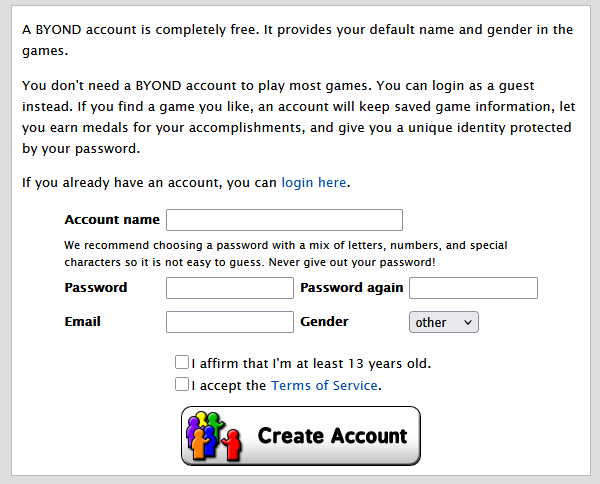 A BYOND account is completely free. It provides your default name and gender in the
games.
You don't need a BYOND account to play most games. You can login as a guest
instead. If you find a game you like, an account will keep saved game information, let
you earn medals for your accomplishments, and give you a unique identity protected
by your password.
If you already have an account, you can login here.
Account name
We recommend choosing a password with a mix of letters, numbers, and special
characters so it is not easy to guess. Never give out your password!
Password Password again
Email Gender other
I affirm that I'm at least 13 years old.
I accept the Terms of Service.
Create Account